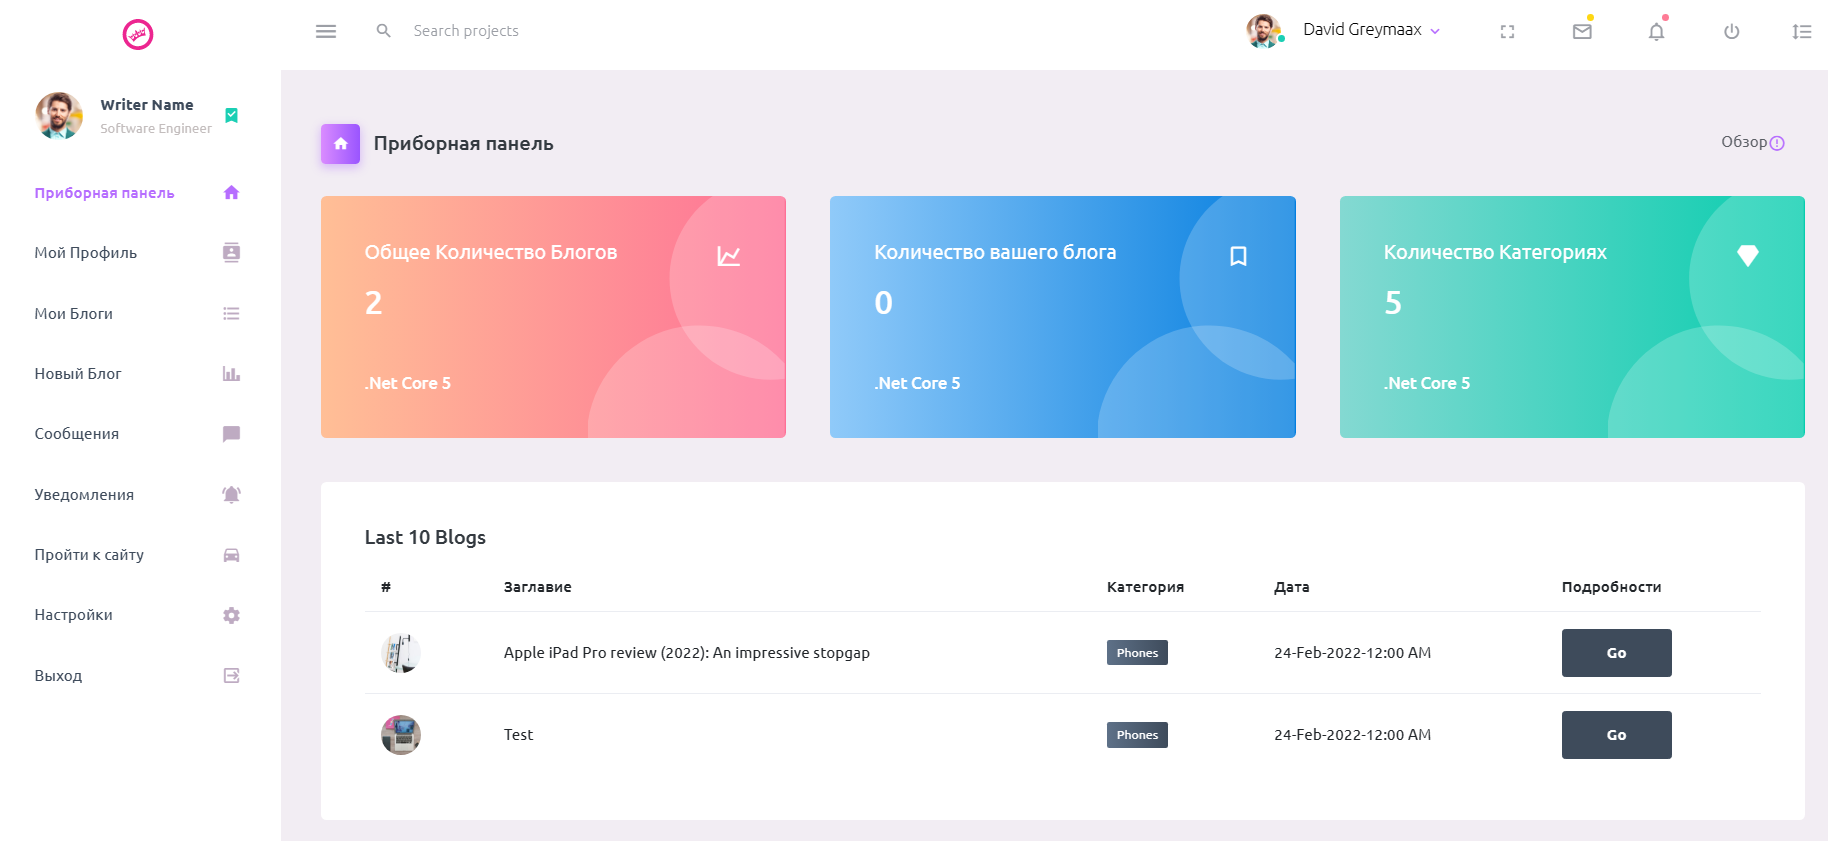 Search projects
David Greymaax
Writer Name
Software Engineer
Приборная панель
Мой Профиль
Мои Блоги
Новый Блог
Сообщения
Уведомления
Пройти к сайту
Настройки
Выход
Приборная панель
Обзор
Общее Количество Блогов
2
.Net Core 5
Количество вашего блога
0
.Net Core 5
Количество Категориях
5
.Net Core 5
Last 10 Blogs
# Заглавие Категория Дата Подробности
Apple iPad Pro review (2022): An impressive stopgap Phones 24-Feb-2022-12:00 AM Go
Test Phones 24-Feb-2022-12:00 AM Go